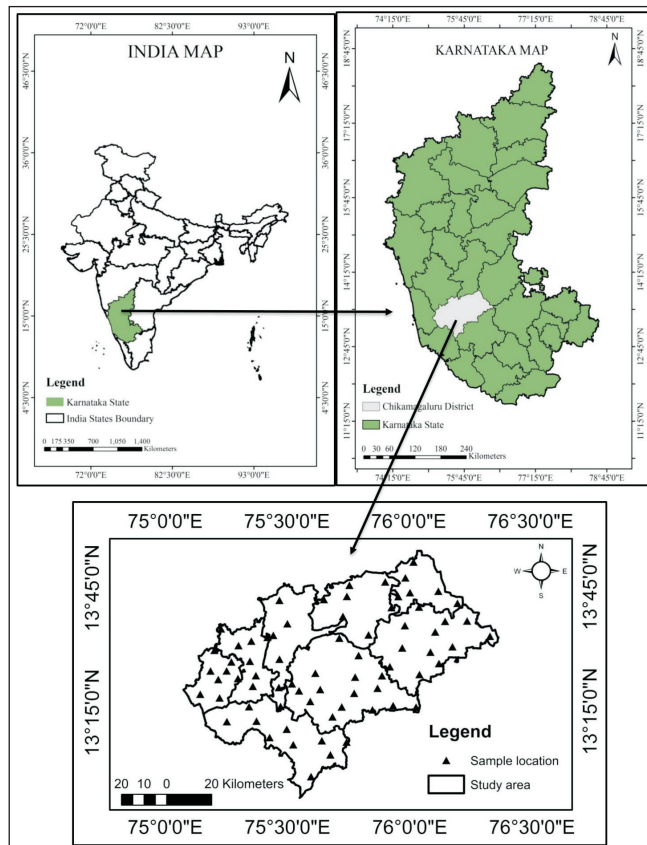 INDIA MAP
72°0'0"E 82°30'0"E 93°0'0"E
N
46°30'0"N
36°0'0"N
25°30'0"N
15°0'0"N
4°30'0"N
46°30'0"N
36°0'0"N
25°30'0"N
15°0'0"N
4°30'0"N
Legend
Karnataka State
India States Boundary
0 175 350 700 1,050 1,400
Kilometers
72°0'0"E 82°30'0"E 93°0'0"E
74°15'0"E 75°45'0"E 77°15'0"E 78°45'0"E
KARNATAKA MAP
N
18°45'0"N
17°15'0"N
15°45'0"N
14°15'0"N
12°45'0"N
11°15'0"N
18°45'0"N
17°15'0"N
15°45'0"N
14°15'0"N
12°45'0"N
11°15'0"N
Legend
Chikamagaluru District
Karnataka State
0 30 60 120 180 240
Kilometers
74°15'0"E 75°45'0"E 77°15'0"E 78°45'0"E
75°0'0"E 75°30'0"E 76°0'0"E 76°30'0"E
13°45'0"N
13°15'0"N
13°45'0"N
13°15'0"N
N
W E
S
Legend
Sample location
Study area
20 10 0 20 Kilometers
75°0'0"E 75°30'0"E 76°0'0"E 76°30'0"E